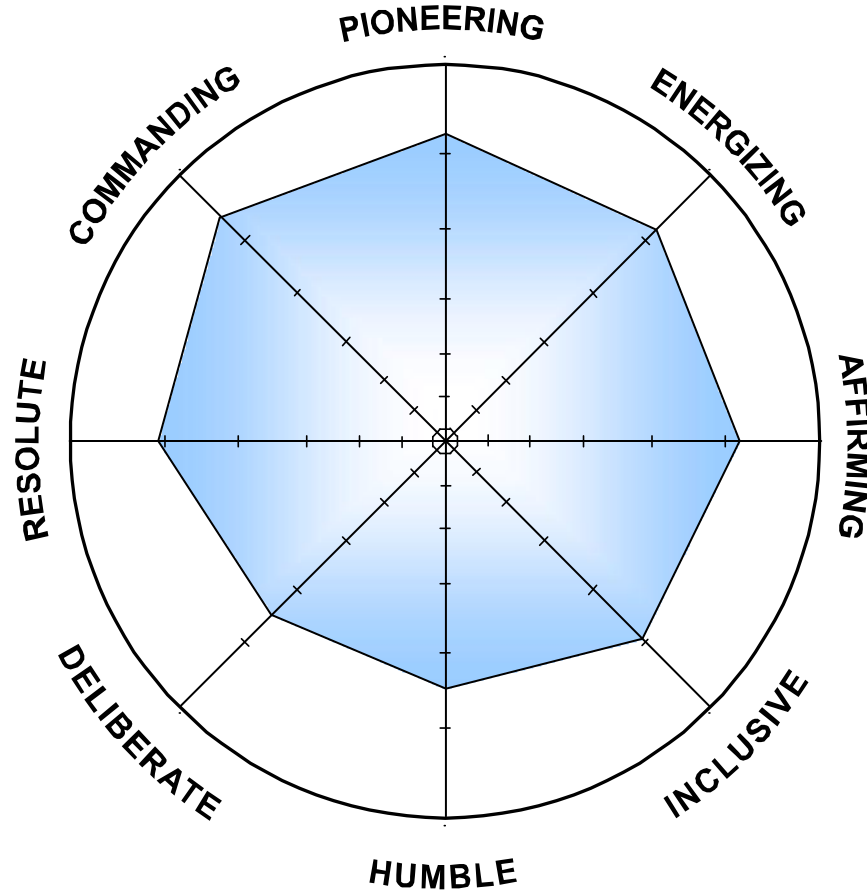 PIONEERING
ENERGIZING
AFFIRMING
INCLUSIVE
HUMBLE
DELIBERATE
RESOLUTE
COMMANDING